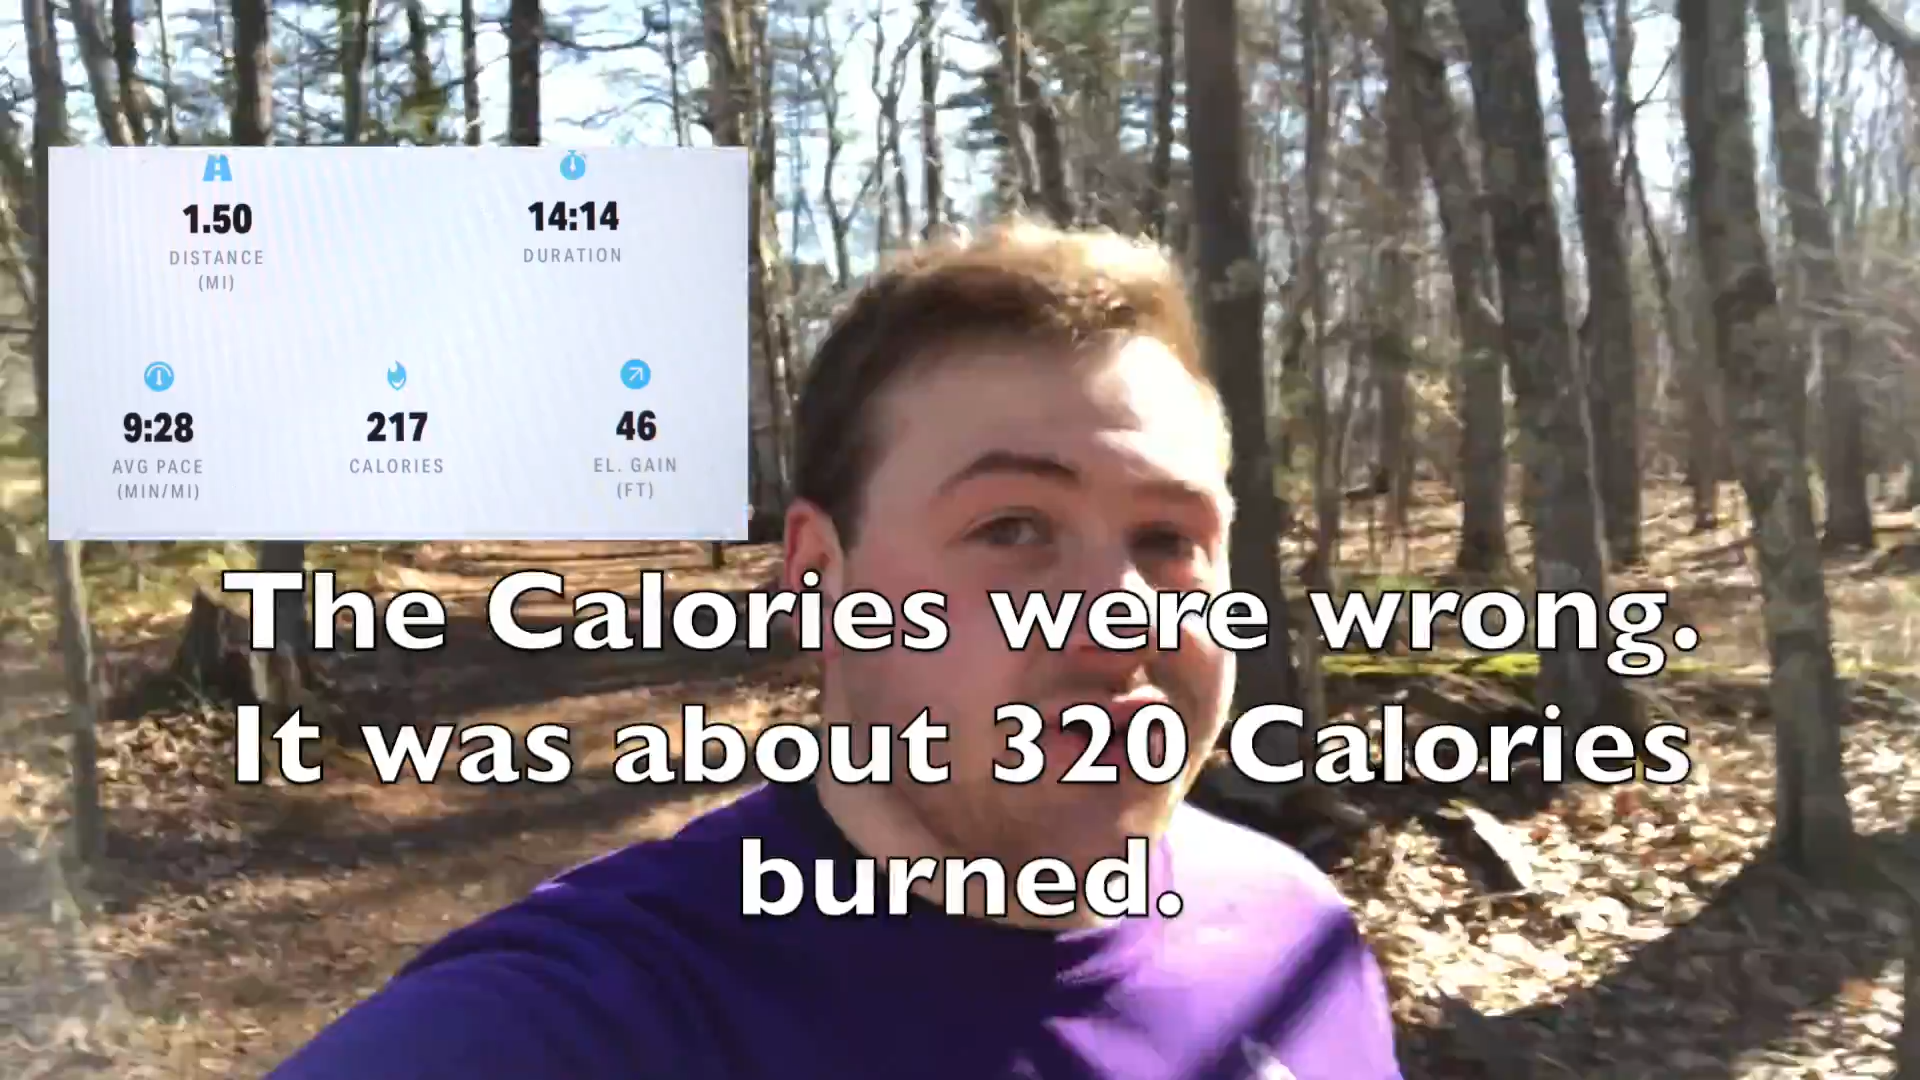 1.50
DISTANCE
(MI)
14:14
DURATION
9:28
AVG PACE
(MIN/MI)
217
CALORIES
46
EL. GAIN
(FT)
The Calories were wrong.
It was about 320 Calories
burned.